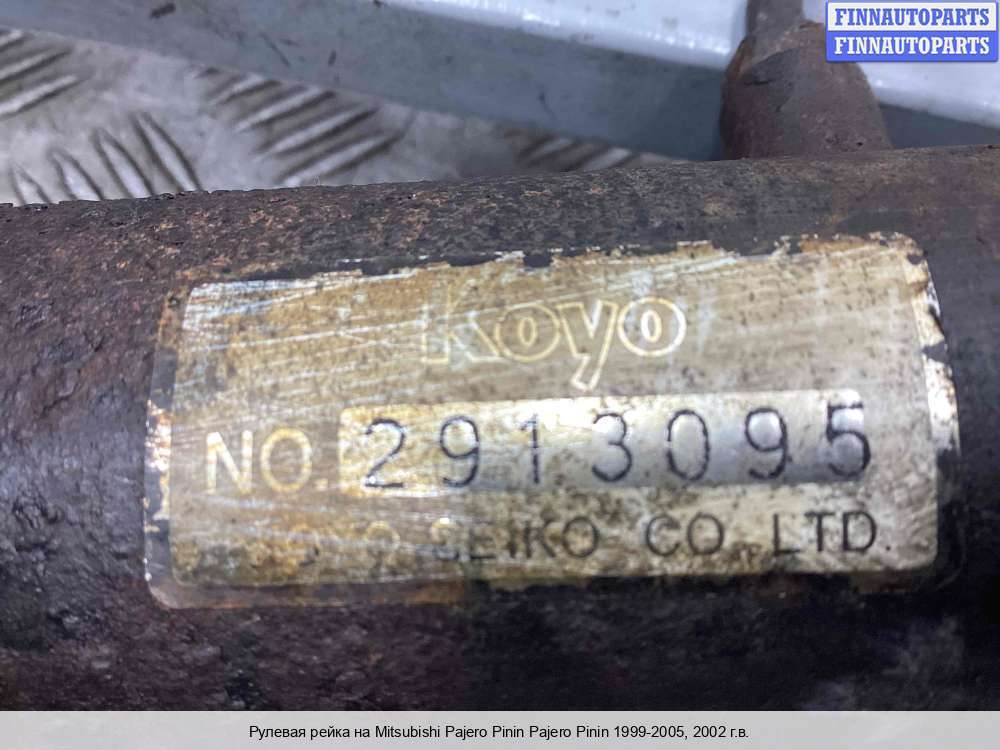 FINNAUTOPARTS
FINNAUTOPARTS
Koyo
NO. 2913095
SEIKO CO., LTD.
Рулевая рейка на Mitsubishi Pajero Pinin Pajero Pinin 1999-2005, 2002 г.в.